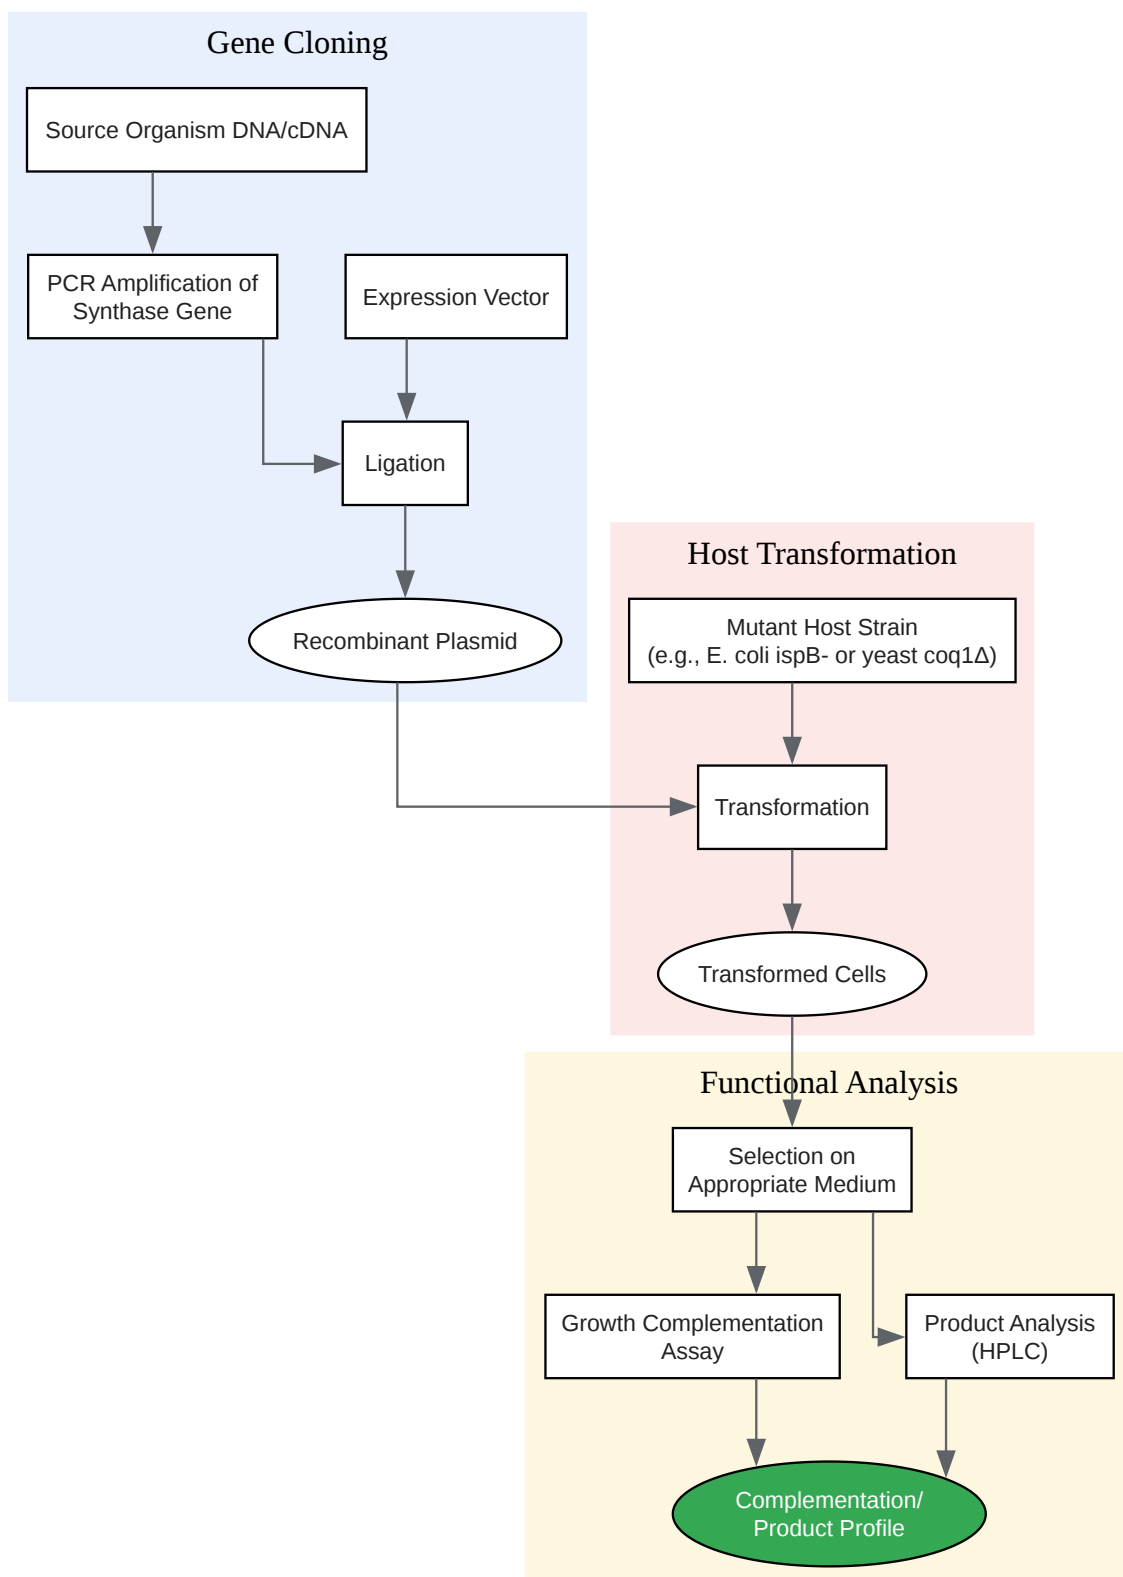 Gene Cloning
Source Organism DNA/cDNA
PCR Amplification of
Synthase Gene
Expression Vector
Ligation
Recombinant Plasmid
Host Transformation
Mutant Host Strain
(e.g., E. coli ispB- or yeast coq1Δ)
Transformation
Transformed Cells
Functional Analysis
Selection on
Appropriate Medium
Growth Complementation
Assay
Product Analysis
(HPLC)
Complementation/
Product Profile